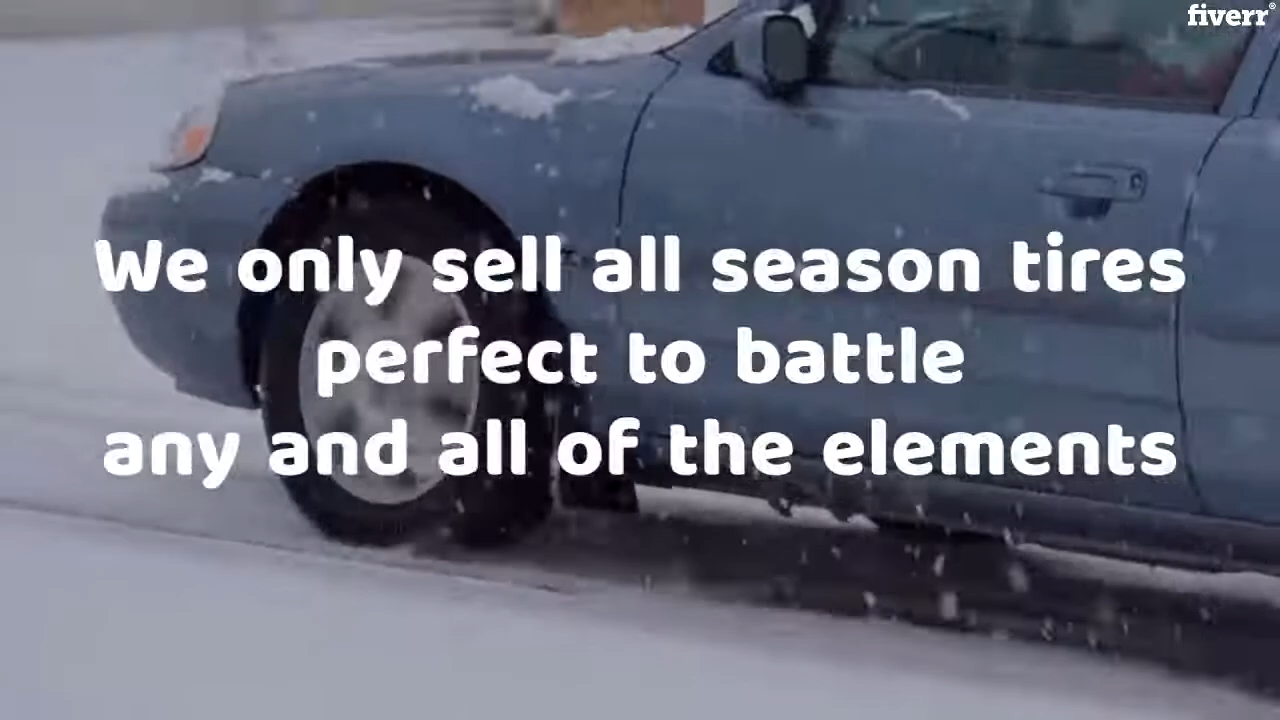 fiverr®
We only sell all season tires
perfect to battle
any and all of the elements